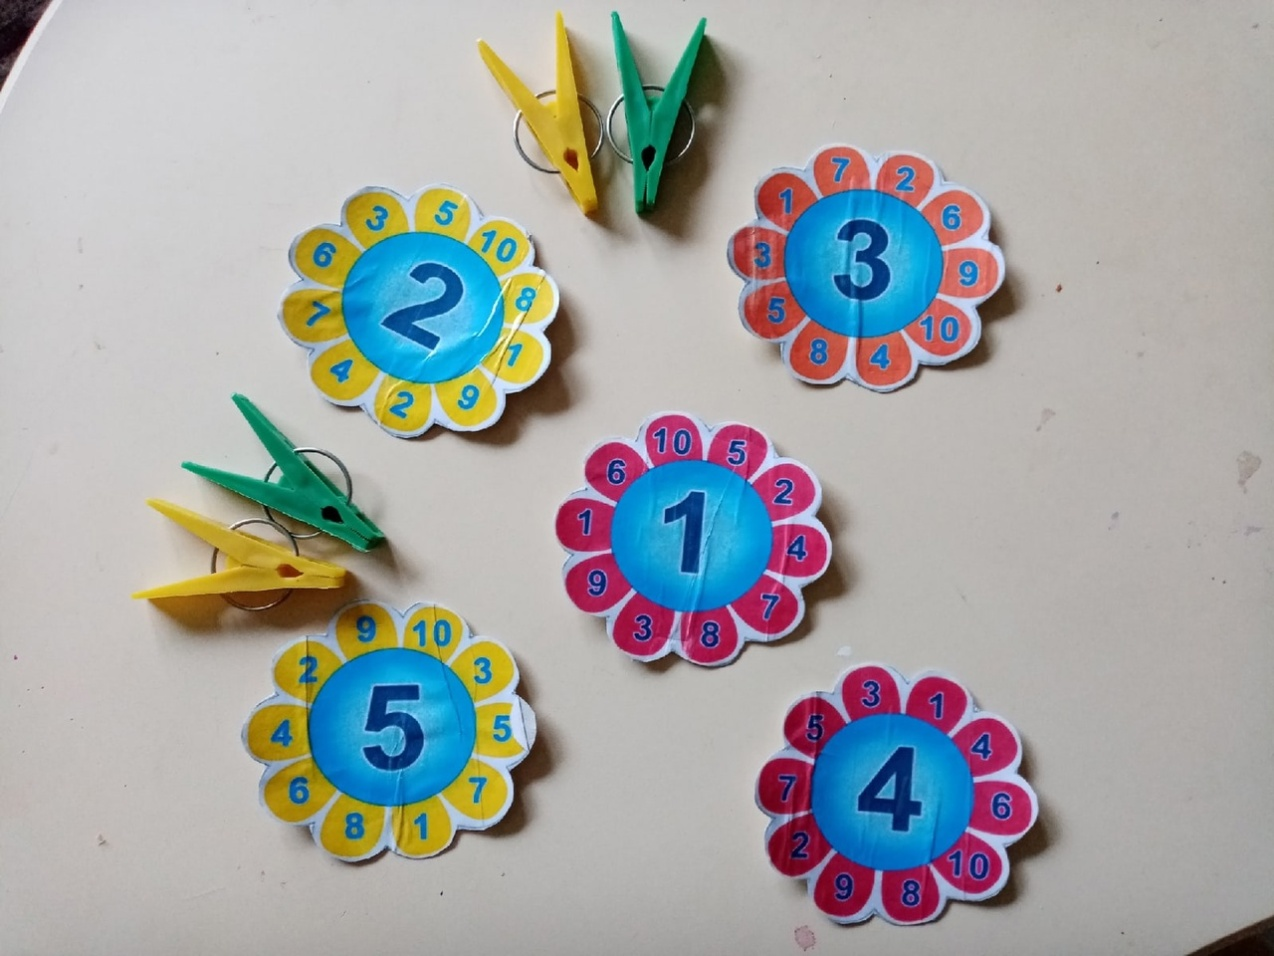 3 5 10 8 1 9 2 4 7 6
2
7 2 6 9 10 4 8 5 3 1
3
10 5 2 4 7 8 3 9 1 6
1
9 10 3 5 7 1 8 6 4 2
5
3 1 4 6 10 8 9 2 7 5
4